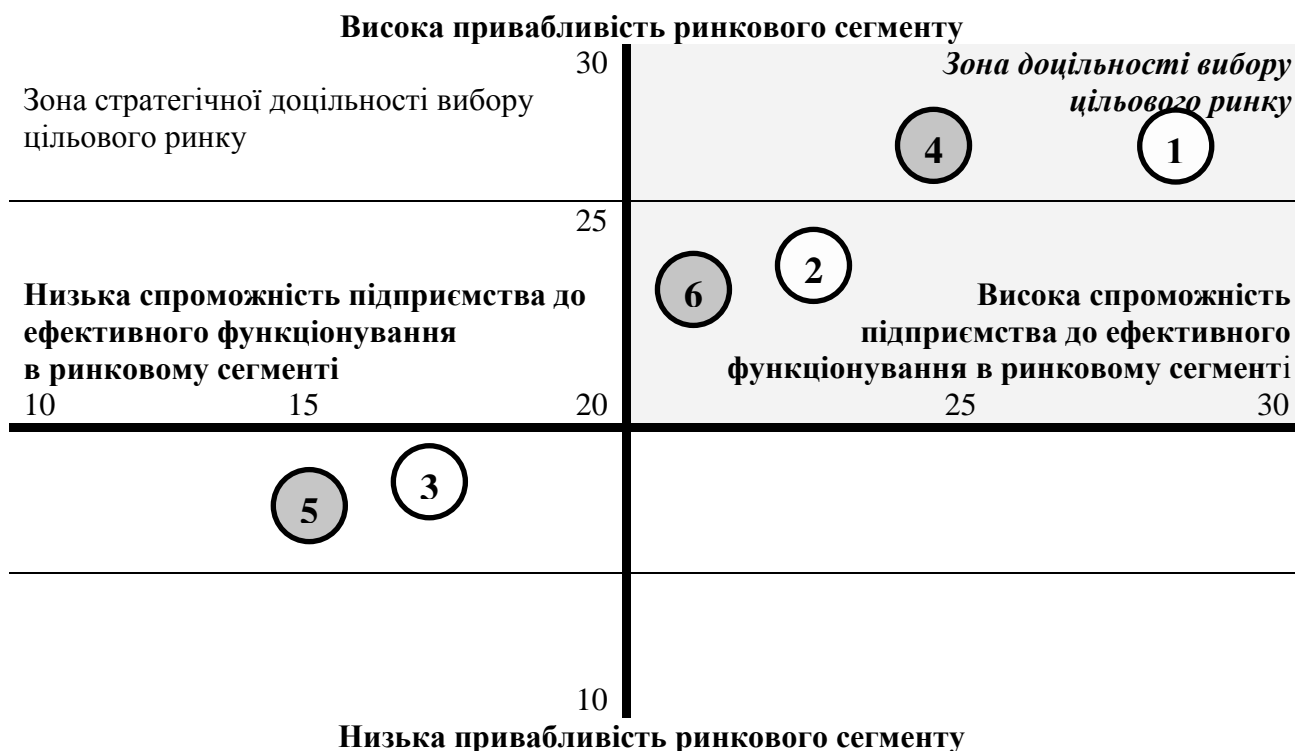 Висока привабливість ринкового сегменту
30
Зона доцільності вибору
цільового ринку
Зона стратегічної доцільності вибору
цільового ринку
4
1
25
2
6
Низька спроможність підприємства до
ефективного функціонування
в ринковому сегменті
Висока спроможність
підприємства до ефективного
функціонування в ринковому сегменті
10 15 20 25 30
3
5
10
Низька привабливість ринкового сегменту